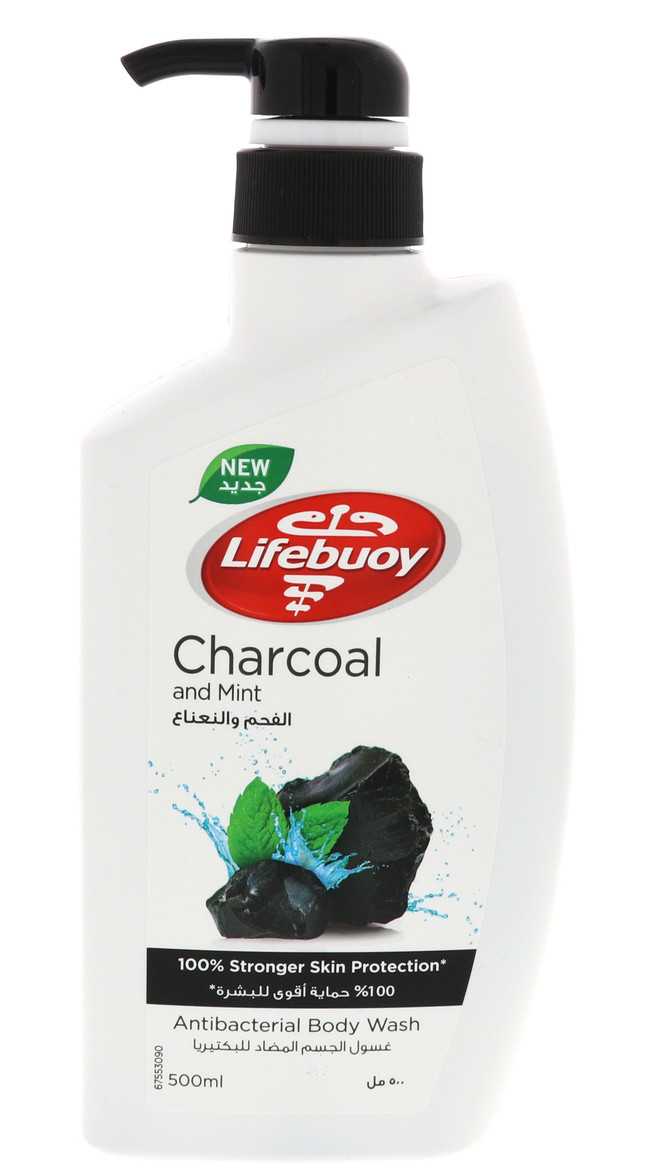 NEW
جديد
Lifebuoy
Charcoal
and Mint
الفحم والنعناع
100% Stronger Skin Protection*
%100 حماية أقوى للبشرة*
Antibacterial Body Wash
غسول الجسم المضاد للبكتيريا
67553090
500ml
٥٠٠ مل